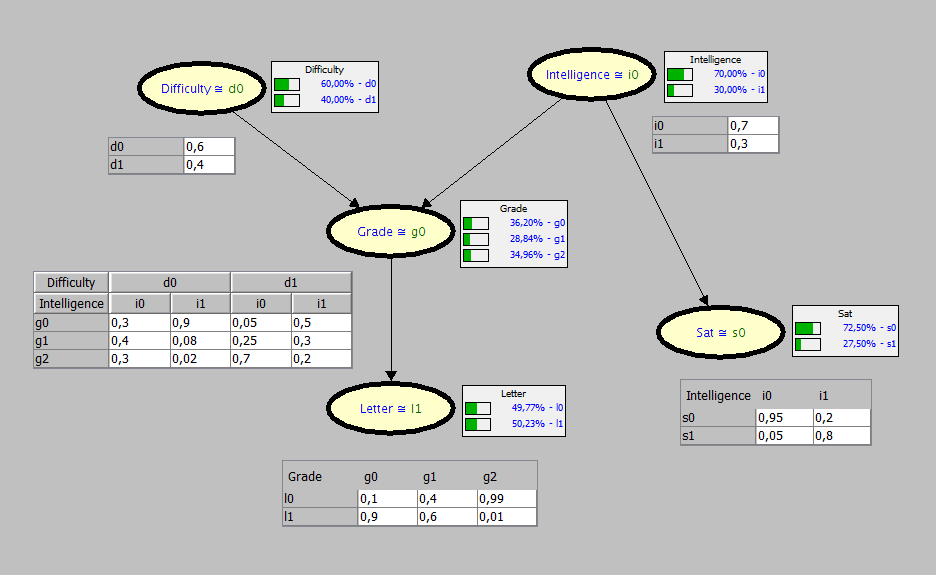 Difficulty ≅ d0
Difficulty
60,00% - d0
40,00% - d1
Intelligence ≅ i0
Intelligence
70,00% - i0
30,00% - i1
d0 0,6
d1 0,4
i0 0,7
i1 0,3
Grade ≅ g0
Grade
36,20% - g0
28,84% - g1
34,96% - g2
Difficulty d0 d1
Intelligence i0 i1 i0 i1
g0 0,3 0,9 0,05 0,5
g1 0,4 0,08 0,25 0,3
g2 0,3 0,02 0,7 0,2
Sat ≅ s0
Sat
72,50% - s0
27,50% - s1
Intelligence i0 i1
s0 0,95 0,2
s1 0,05 0,8
Letter ≅ l1
Letter
49,77% - l0
50,23% - l1
Grade g0 g1 g2
l0 0,1 0,4 0,99
l1 0,9 0,6 0,01